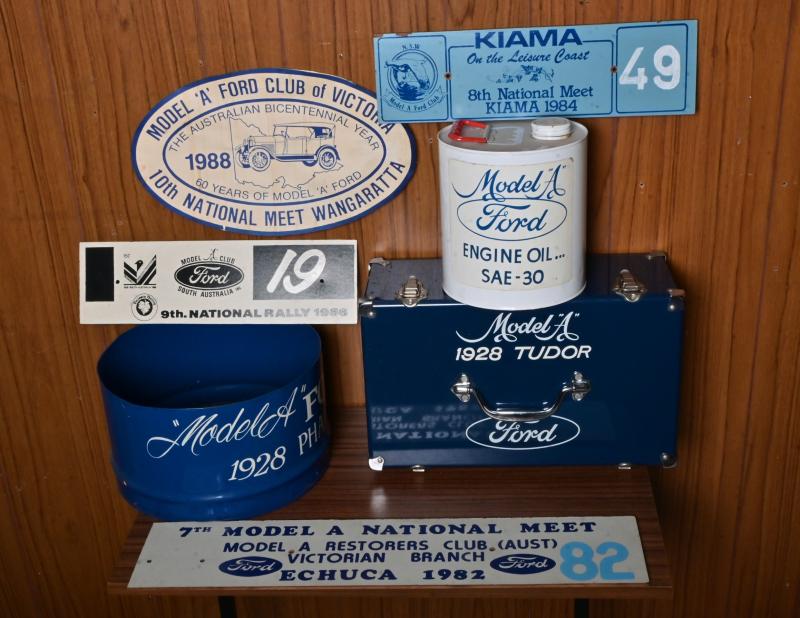 KIAMA
On the Leisure Coast
8th National Meet
KIAMA 1984
49
N.S.W
Model A Ford Club
MODEL 'A' FORD CLUB of VICTORIA
THE AUSTRALIAN BICENTENNIAL YEAR
1988
60 YEARS OF MODEL 'A' FORD
10th NATIONAL MEET WANGARATTA
Model "A"
Ford
ENGINE OIL...
SAE-30
MODEL A CLUB
Ford
SOUTH AUSTRALIA INC
19
9th. NATIONAL RALLY 1986
Model "A"
1928 TUDOR
Ford
"Model A"
1928
7TH MODEL A NATIONAL MEET
MODEL A RESTORERS CLUB (AUST)
Ford VICTORIAN BRANCH Ford
ECHUCA 1982
82